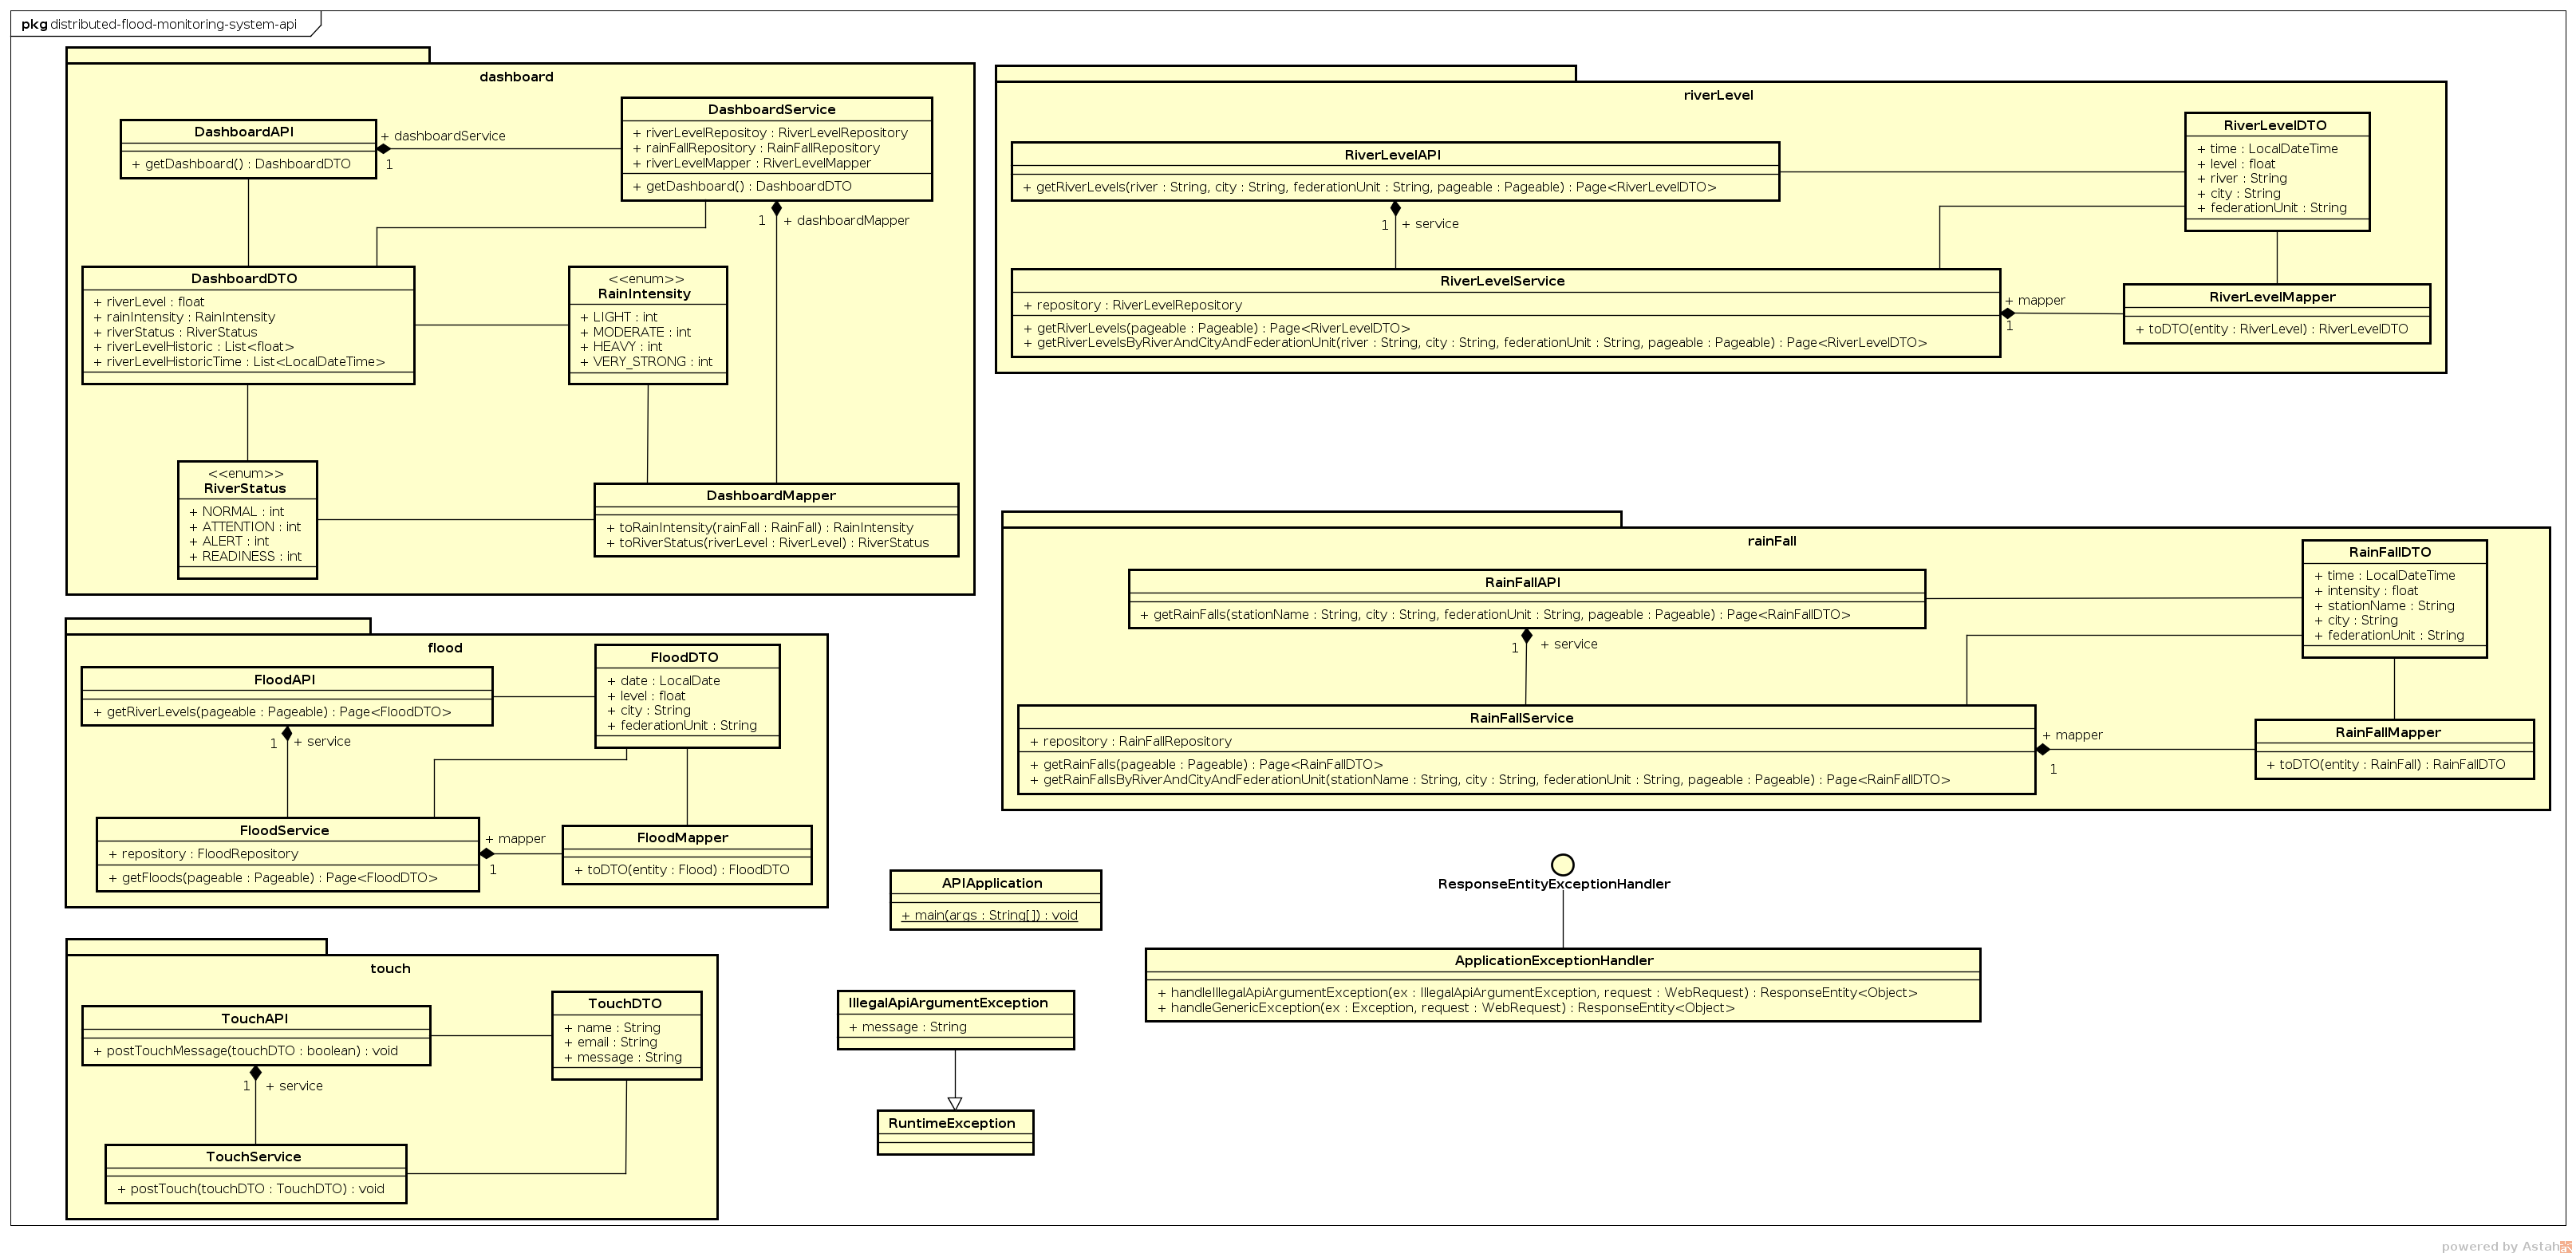 pkg distributed-flood-monitoring-system-api
dashboard
DashboardAPI
+ getDashboard() : DashboardDTO
+ dashboardService
1
DashboardService
+ riverLevelRepositoy : RiverLevelRepository
+ rainFallRepository : RainFallRepository
+ riverLevelMapper : RiverLevelMapper
+ getDashboard() : DashboardDTO
1
+ dashboardMapper
DashboardDTO
+ riverLevel : float
+ rainIntensity : RainIntensity
+ riverStatus : RiverStatus
+ riverLevelHistoric : List<float>
+ riverLevelHistoricTime : List<LocalDateTime>
<<enum>>
RainIntensity
+ LIGHT : int
+ MODERATE : int
+ HEAVY : int
+ VERY_STRONG : int
<<enum>>
RiverStatus
+ NORMAL : int
+ ATTENTION : int
+ ALERT : int
+ READINESS : int
DashboardMapper
+ toRainIntensity(rainFall : RainFall) : RainIntensity
+ toRiverStatus(riverLevel : RiverLevel) : RiverStatus
riverLevel
RiverLevelAPI
+ getRiverLevels(river : String, city : String, federationUnit : String, pageable : Pageable) : Page<RiverLevelDTO>
1
+ service
RiverLevelDTO
+ time : LocalDateTime
+ level : float
+ river : String
+ city : String
+ federationUnit : String
RiverLevelService
+ repository : RiverLevelRepository
+ getRiverLevels(pageable : Pageable) : Page<RiverLevelDTO>
+ getRiverLevelsByRiverAndCityAndFederationUnit(river : String, city : String, federationUnit : String, pageable : Pageable) : Page<RiverLevelDTO>
+ mapper
1
RiverLevelMapper
+ toDTO(entity : RiverLevel) : RiverLevelDTO
rainFall
RainFallAPI
+ getRainFalls(stationName : String, city : String, federationUnit : String, pageable : Pageable) : Page<RainFallDTO>
1
+ service
RainFallDTO
+ time : LocalDateTime
+ intensity : float
+ stationName : String
+ city : String
+ federationUnit : String
RainFallService
+ repository : RainFallRepository
+ getRainFalls(pageable : Pageable) : Page<RainFallDTO>
+ getRainFallsByRiverAndCityAndFederationUnit(stationName : String, city : String, federationUnit : String, pageable : Pageable) : Page<RainFallDTO>
+ mapper
1
RainFallMapper
+ toDTO(entity : RainFall) : RainFallDTO
flood
FloodAPI
+ getRiverLevels(pageable : Pageable) : Page<FloodDTO>
1
+ service
FloodDTO
+ date : LocalDate
+ level : float
+ city : String
+ federationUnit : String
FloodService
+ repository : FloodRepository
+ getFloods(pageable : Pageable) : Page<FloodDTO>
+ mapper
1
FloodMapper
+ toDTO(entity : Flood) : FloodDTO
APIApplication
+ main(args : String[]) : void
ResponseEntityExceptionHandler
ApplicationExceptionHandler
+ handleIllegalApiArgumentException(ex : IllegalApiArgumentException, request : WebRequest) : ResponseEntity<Object>
+ handleGenericException(ex : Exception, request : WebRequest) : ResponseEntity<Object>
touch
TouchAPI
+ postTouchMessage(touchDTO : boolean) : void
1
+ service
TouchDTO
+ name : String
+ email : String
+ message : String
TouchService
+ postTouch(touchDTO : TouchDTO) : void
IllegalApiArgumentException
+ message : String
RuntimeException
powered by Astah